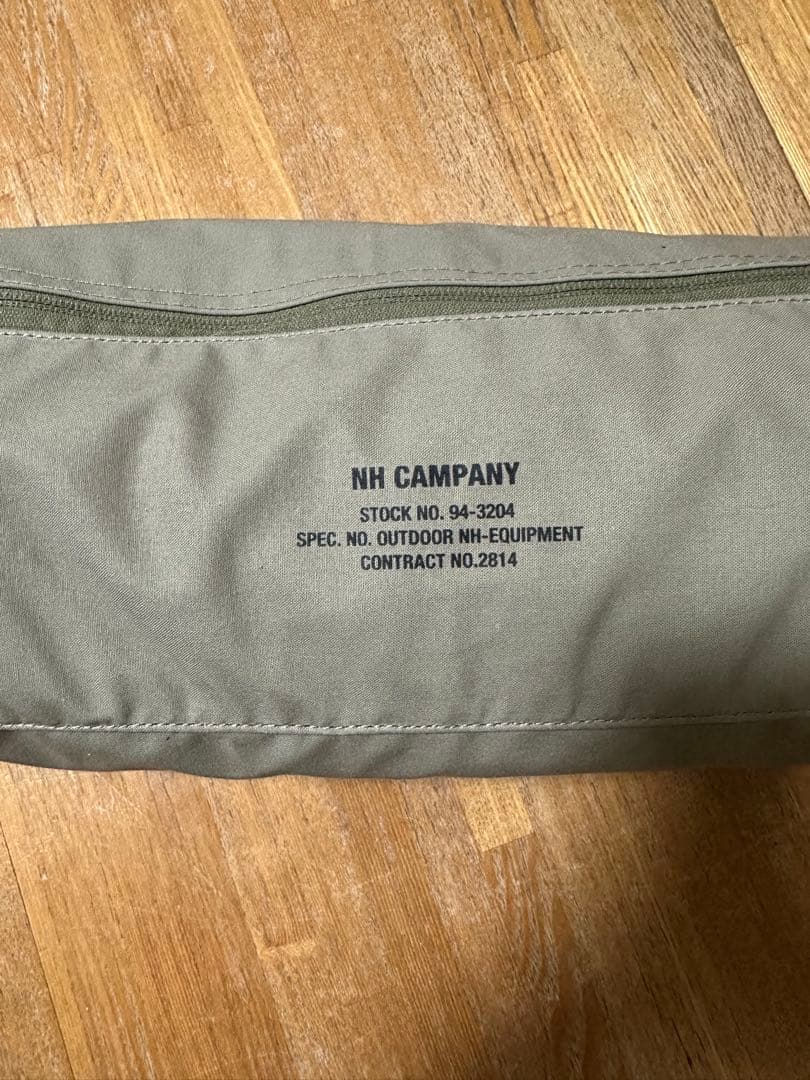 NH CAMPANY
STOCK NO. 94-3204
SPEC. NO. OUTDOOR NH-EQUIPMENT
CONTRACT NO.2814